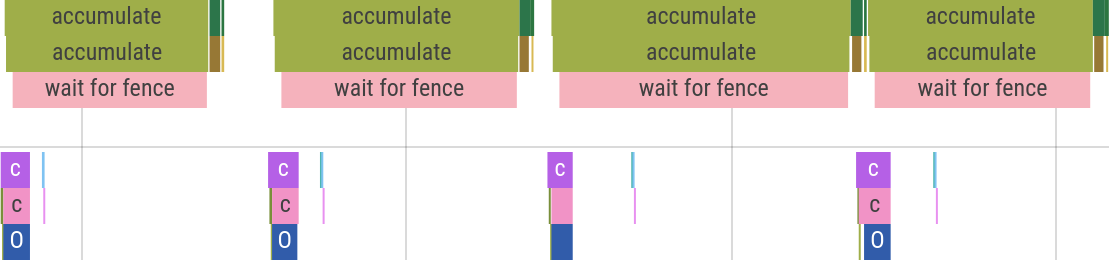 accumulate accumulate accumulate accumulate
accumulate accumulate accumulate accumulate
wait for fence wait for fence wait for fence wait for fence
c c c c
c c c
O O O